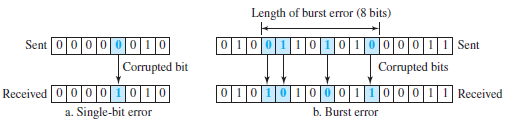 Length of burst error (8 bits)
Sent 0 0 0 0 0 0 1 0
0 1 0 0 1 1 0 1 0 1 0 0 0 0 1 1 Sent
Corrupted bit
Corrupted bits
Received 0 0 0 0 1 0 1 0
0 1 0 1 0 1 0 0 0 1 1 0 0 0 1 1 Received
a. Single-bit error
b. Burst error